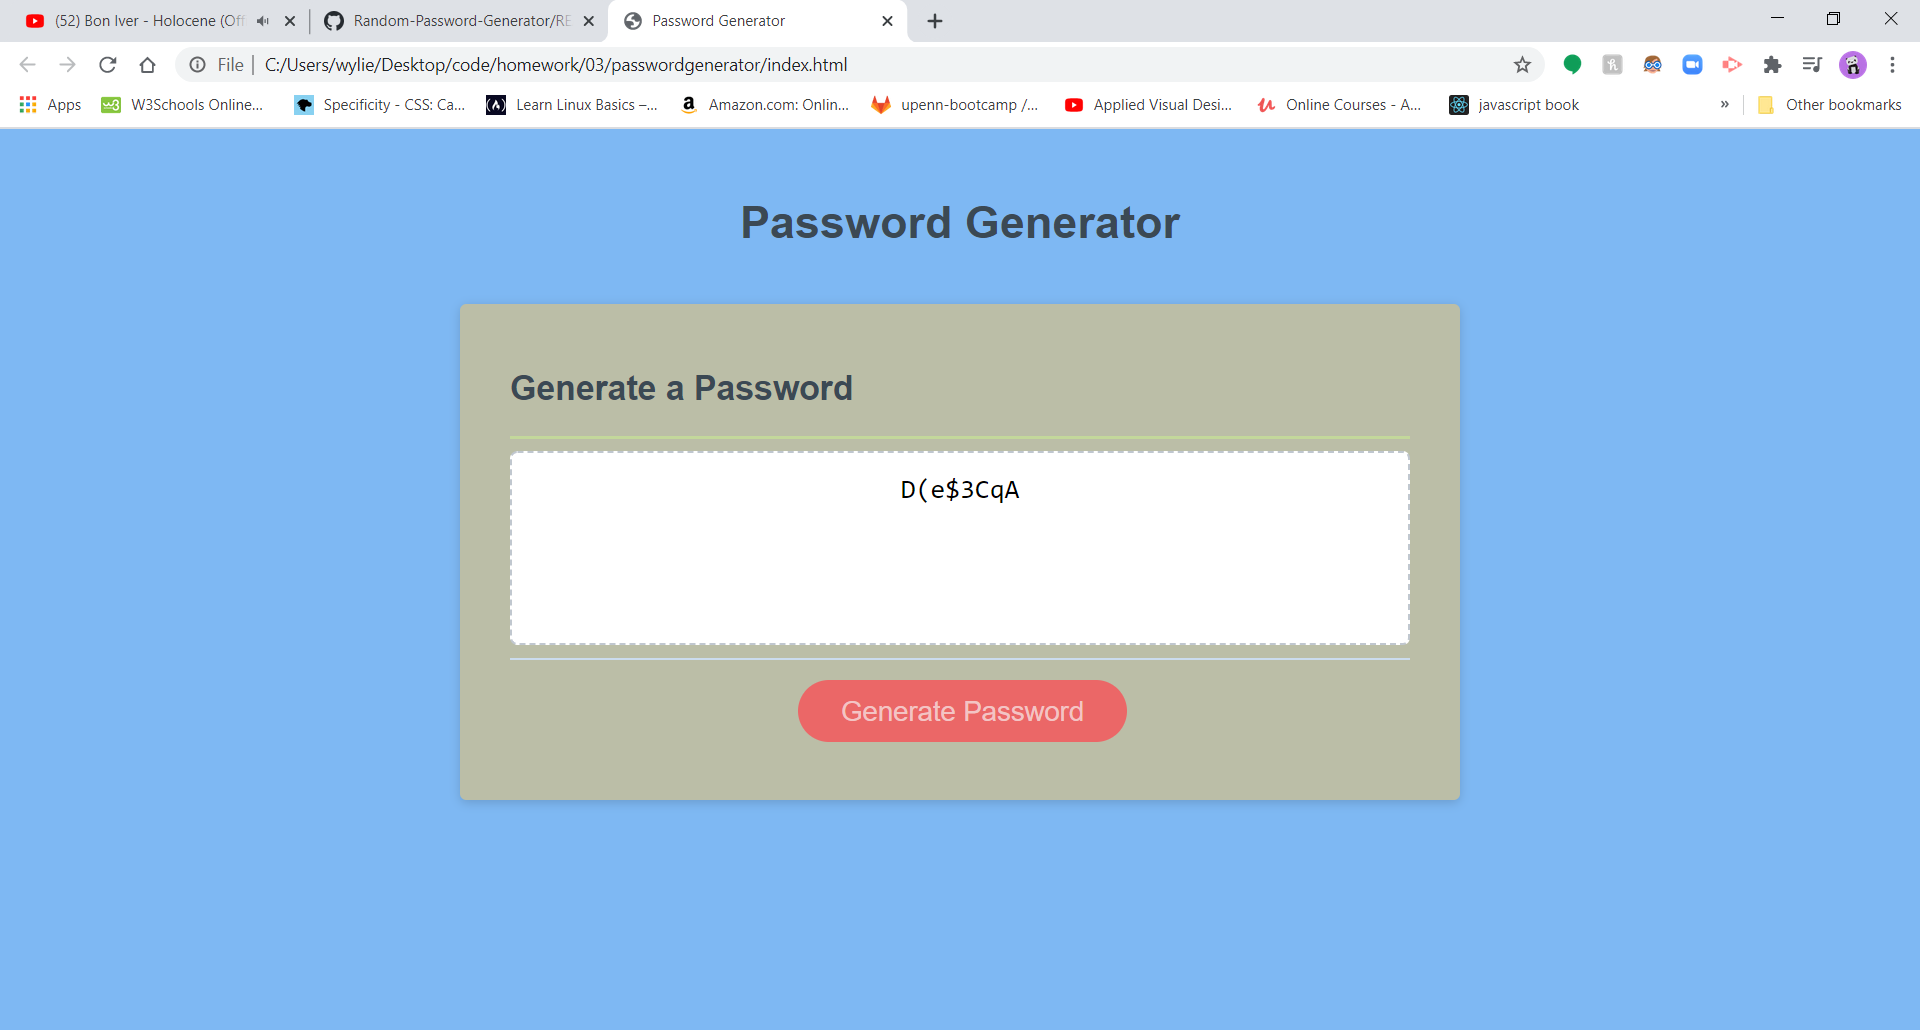 (52) Bon Iver - Holocene (Off
Random-Password-Generator/RE
Password Generator
File
C:/Users/wylie/Desktop/code/homework/03/passwordgenerator/index.html
Apps
W3Schools Online...
Specificity - CSS: Ca...
Learn Linux Basics –...
Amazon.com: Onlin...
upenn-bootcamp /...
Applied Visual Desi...
Online Courses - A...
javascript book
»
Other bookmarks
Password Generator
Generate a Password
D(e$3CqA
Generate Password